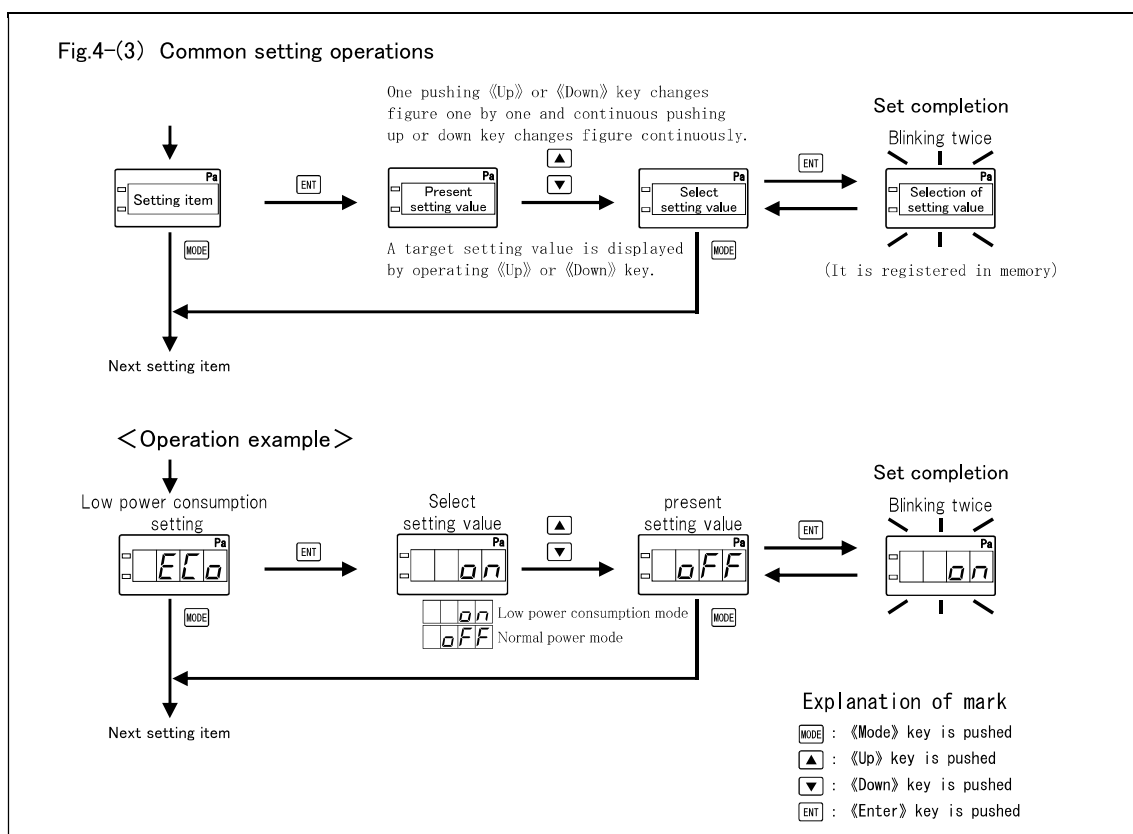 Fig.4-(3) Common setting operations
One pushing 《Up》 or 《Down》 key changes
figure one by one and continuous pushing
up or down key changes figure continuously.
Set completion
Blinking twice
Pa
Setting item
ENT
Pa
Present
setting value
▲
▼
Pa
Select
setting value
ENT
Pa
Selection of
setting value
MODE
A target setting value is displayed
by operating 《Up》 or 《Down》 key.
MODE
(It is registered in memory)
Next setting item
<Operation example>
Low power consumption
setting
Select
setting value
present
setting value
Set completion
Blinking twice
Pa
ECo
ENT
Pa
on
▲
▼
Pa
oFF
ENT
Pa
on
MODE
on Low power consumption mode
oFF Normal power mode
MODE
Next setting item
Explanation of mark
MODE : 《Mode》 key is pushed
▲ : 《Up》 key is pushed
▼ : 《Down》 key is pushed
ENT : 《Enter》 key is pushed